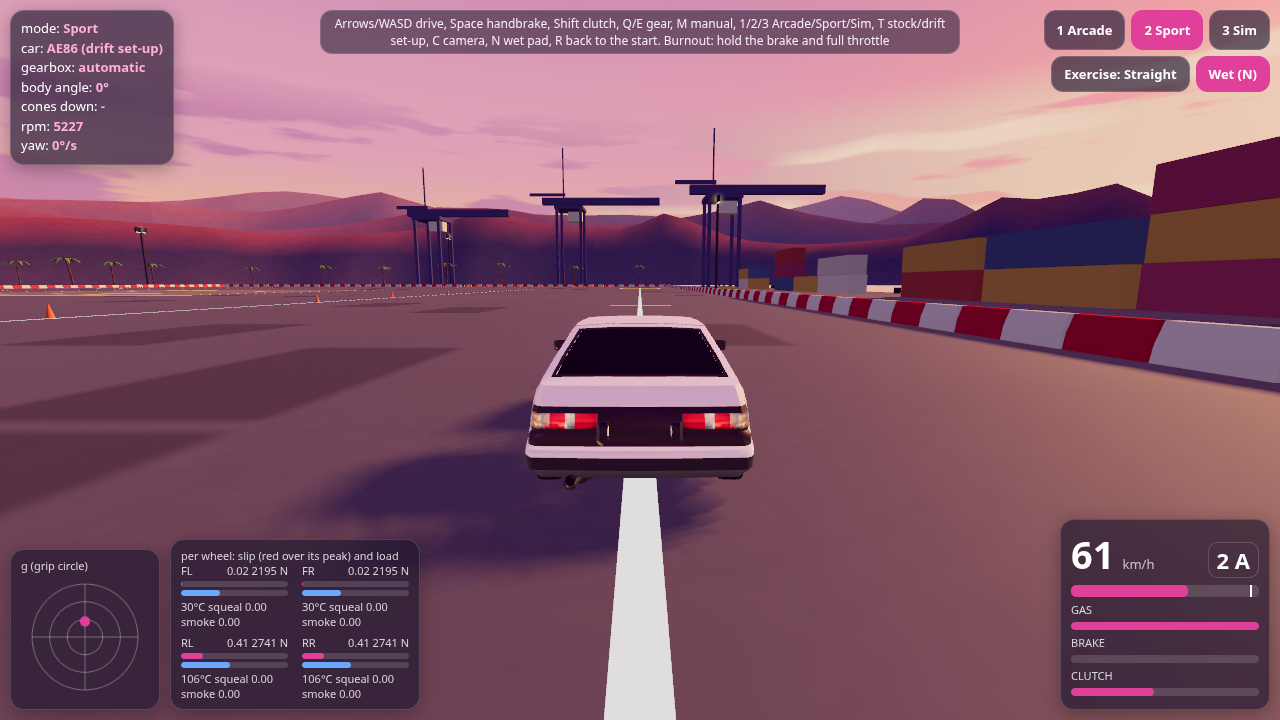 mode: Sport
car: AE86 (drift set-up)
gearbox: automatic
body angle: 0°
cones down: -
rpm: 5227
yaw: 0°/s
Arrows/WASD drive, Space handbrake, Shift clutch, Q/E gear, M manual, 1/2/3 Arcade/Sport/Sim, T stock/drift
set-up, C camera, N wet pad, R back to the start. Burnout: hold the brake and full throttle
1 Arcade
2 Sport
3 Sim
Exercise: Straight
Wet (N)
g (grip circle)
per wheel: slip (red over its peak) and load
FL 0.02 2195 N
FR 0.02 2195 N
30°C squeal 0.00
smoke 0.00
30°C squeal 0.00
smoke 0.00
RL 0.41 2741 N
RR 0.41 2741 N
106°C squeal 0.00
smoke 0.00
106°C squeal 0.00
smoke 0.00
61 km/h
2 A
GAS
BRAKE
CLUTCH